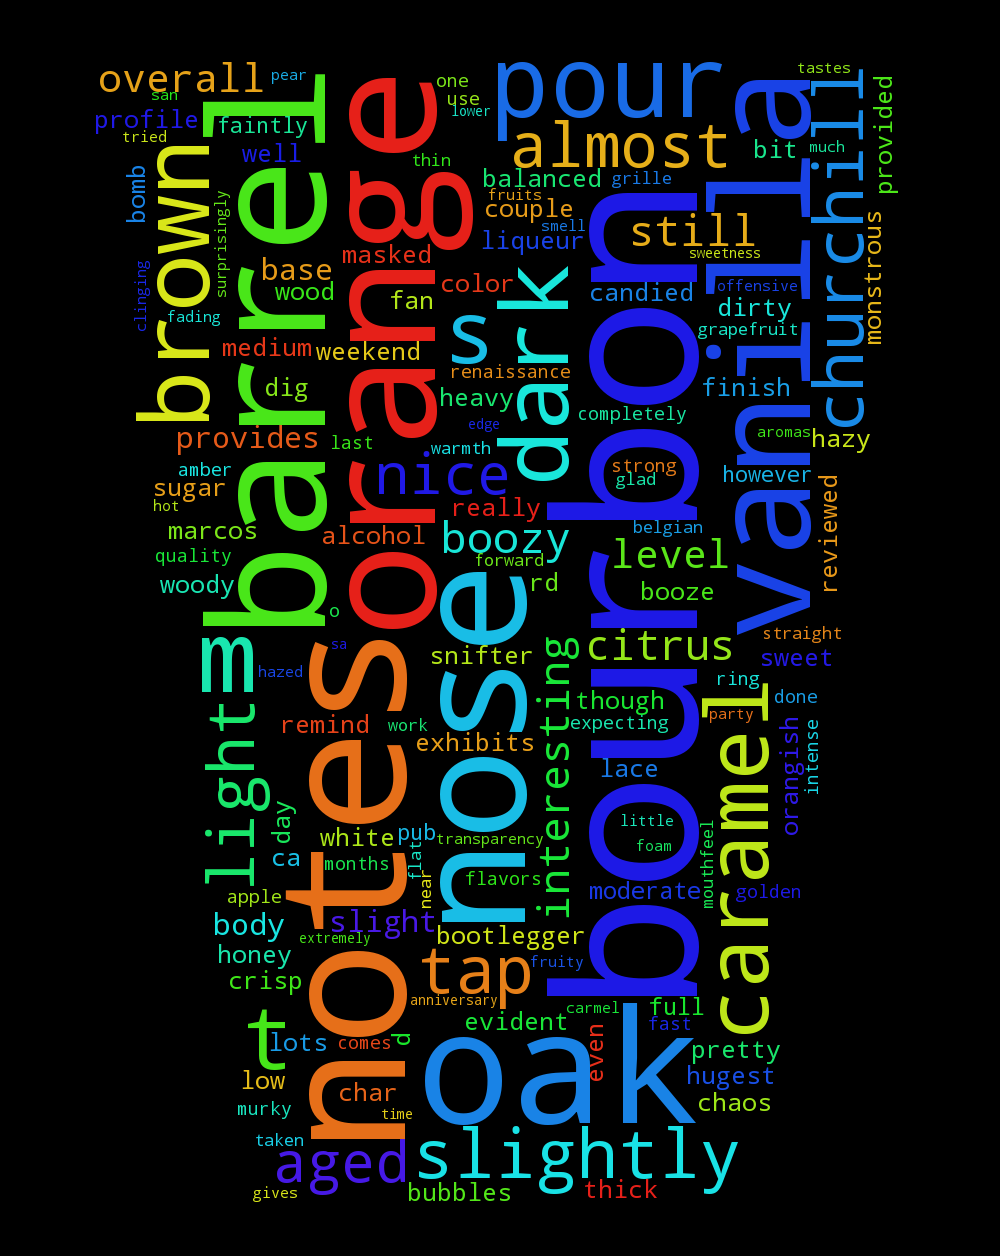 overall
pear
san
profile
tried
faintly
well
bomb
brown
surprisingly
clinging
fading
barrel
orange
one
use
lower
thin
pour
almost
balanced
grille
fruits
couple
smell
liqueur
masked
base
wood
fan
color
medium
weekend
s
dark
renaissance
dig
heavy
provides
last
edge
warmth
nice
amber
sugar
hot
really
marcos
alcohol
boozy
quality
forward
woody
rd
o
tastes
bit
much
provided
vanilla
churchill
monstrous
still
sweetness
candied
offensive
dirty
grapefruit
finish
completely
aromas
hazy
strong
glad
however
reviewed
belgian
bourbon
level
booze
citrus
straight
sweet
m
sa
hazed
notes
nose
snifter
interesting
though
ring
done
expecting
party
remind
work
exhibits
light
lace
orangish
intense
caramel
day
white
pub
transparency
little
foam
mouthfeel
ca
months
flat
near
flavors
moderate
golden
apple
slight
body
extremely
bootlegger
honey
tap
fruity
crisp
anniversary
carmel
full
t
lots
comes
d
evident
fast
even
pretty
low
char
oak
hugest
murky
time
chaos
taken
aged
slightly
gives
bubbles
thick